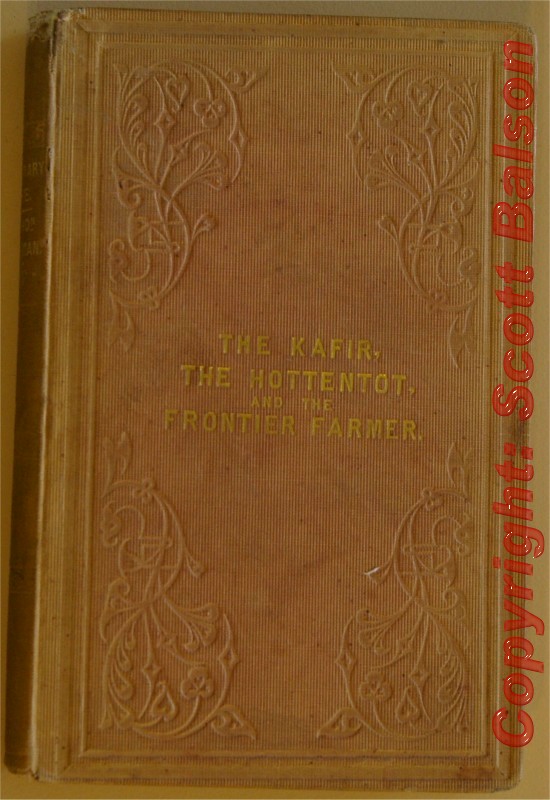 THE KAFIR,
THE HOTTENTOT,
AND THE
FRONTIER FARMER.
Copyright: Scott Balson